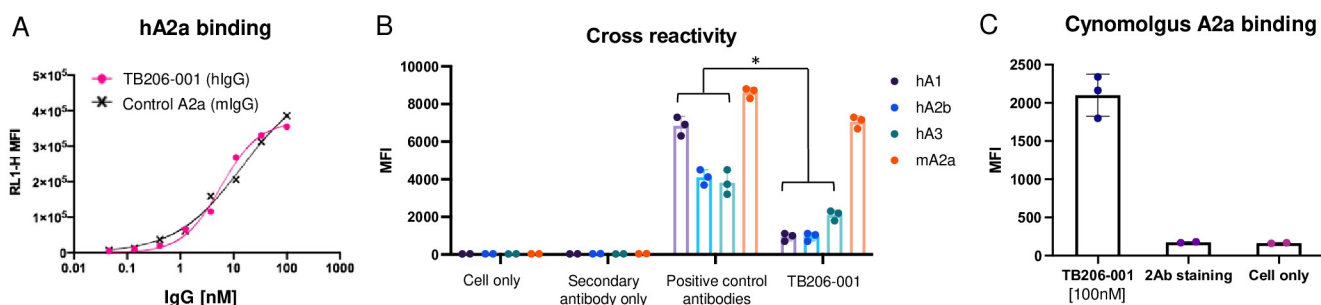 A
hA2a binding
5×10⁵
4×10⁵
3×10⁵
2×10⁵
1×10⁵
0
RL1-H MFI
TB206-001 (hIgG)
Control A2a (mIgG)
0.01 0.1 1 10 100 1000
IgG [nM]
B
Cross reactivity
10000
8000
6000
4000
2000
0
MFI
*
hA1
hA2b
hA3
mA2a
Cell only
Secondary
antibody only
Positive control
antibodies
TB206-001
C
Cynomolgus A2a binding
2500
2000
1500
1000
500
0
MFI
TB206-001
[100nM]
2Ab staining
Cell only